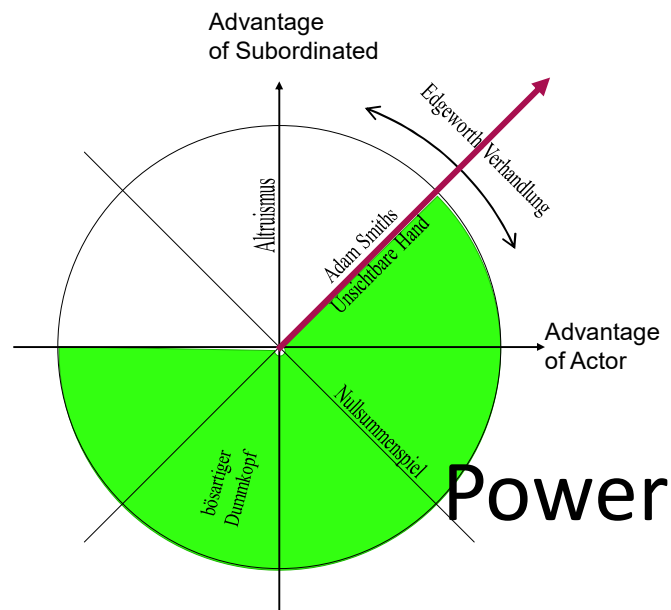 Advantage
of Subordinated
Edgeworth Verhandlung
Altruismus
Adam Smiths
Unsichtbare Hand
Advantage
of Actor
Nullsummenspiel
bösartiger
Dummkopf
Power